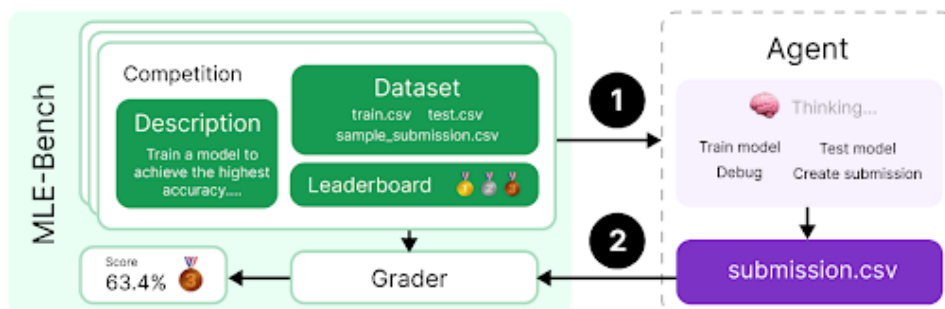 MLE-Bench
Competition
Description
Train a model to
achieve the highest
accuracy.....
Dataset
train.csv test.csv
sample_submission.csv
Leaderboard
1
Agent
Thinking...
Train model Test model
Debug Create submission
submission.csv
2
Grader
Score
63.4%